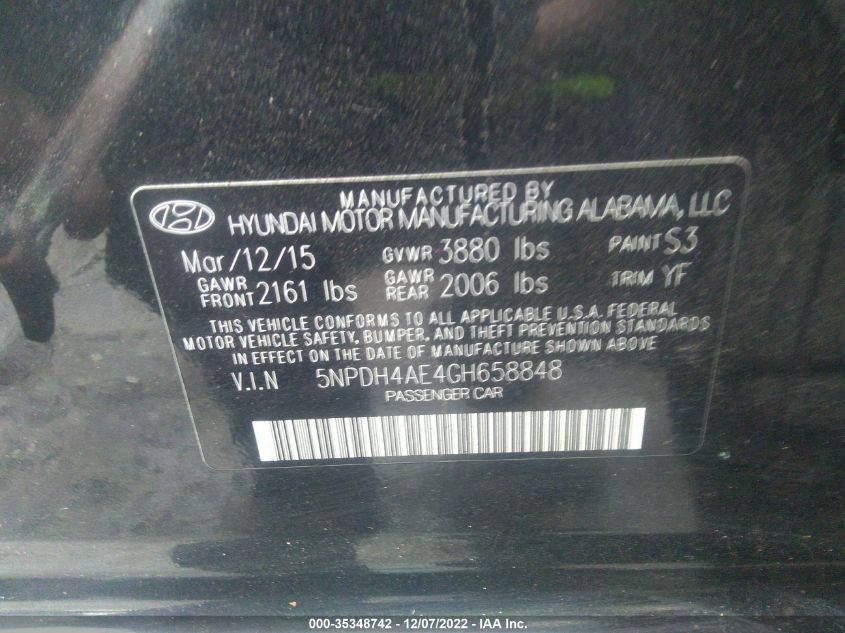 MANUFACTURED BY
HYUNDAI MOTOR MANUFACTURING ALABAMA, LLC
Mar/12/15 GVWR 3880 lbs PAINT S3
GAWR FRONT 2161 lbs GAWR REAR 2006 lbs TRIM YF
THIS VEHICLE CONFORMS TO ALL APPLICABLE U.S.A. FEDERAL
MOTOR VEHICLE SAFETY, BUMPER, AND THEFT PREVENTION STANDARDS
IN EFFECT ON THE DATE OF MANUFACTURE SHOWN ABOVE
V.I.N 5NPDH4AE4GH658848
PASSENGER CAR
000-35348742 - 12/07/2022 - IAA Inc.